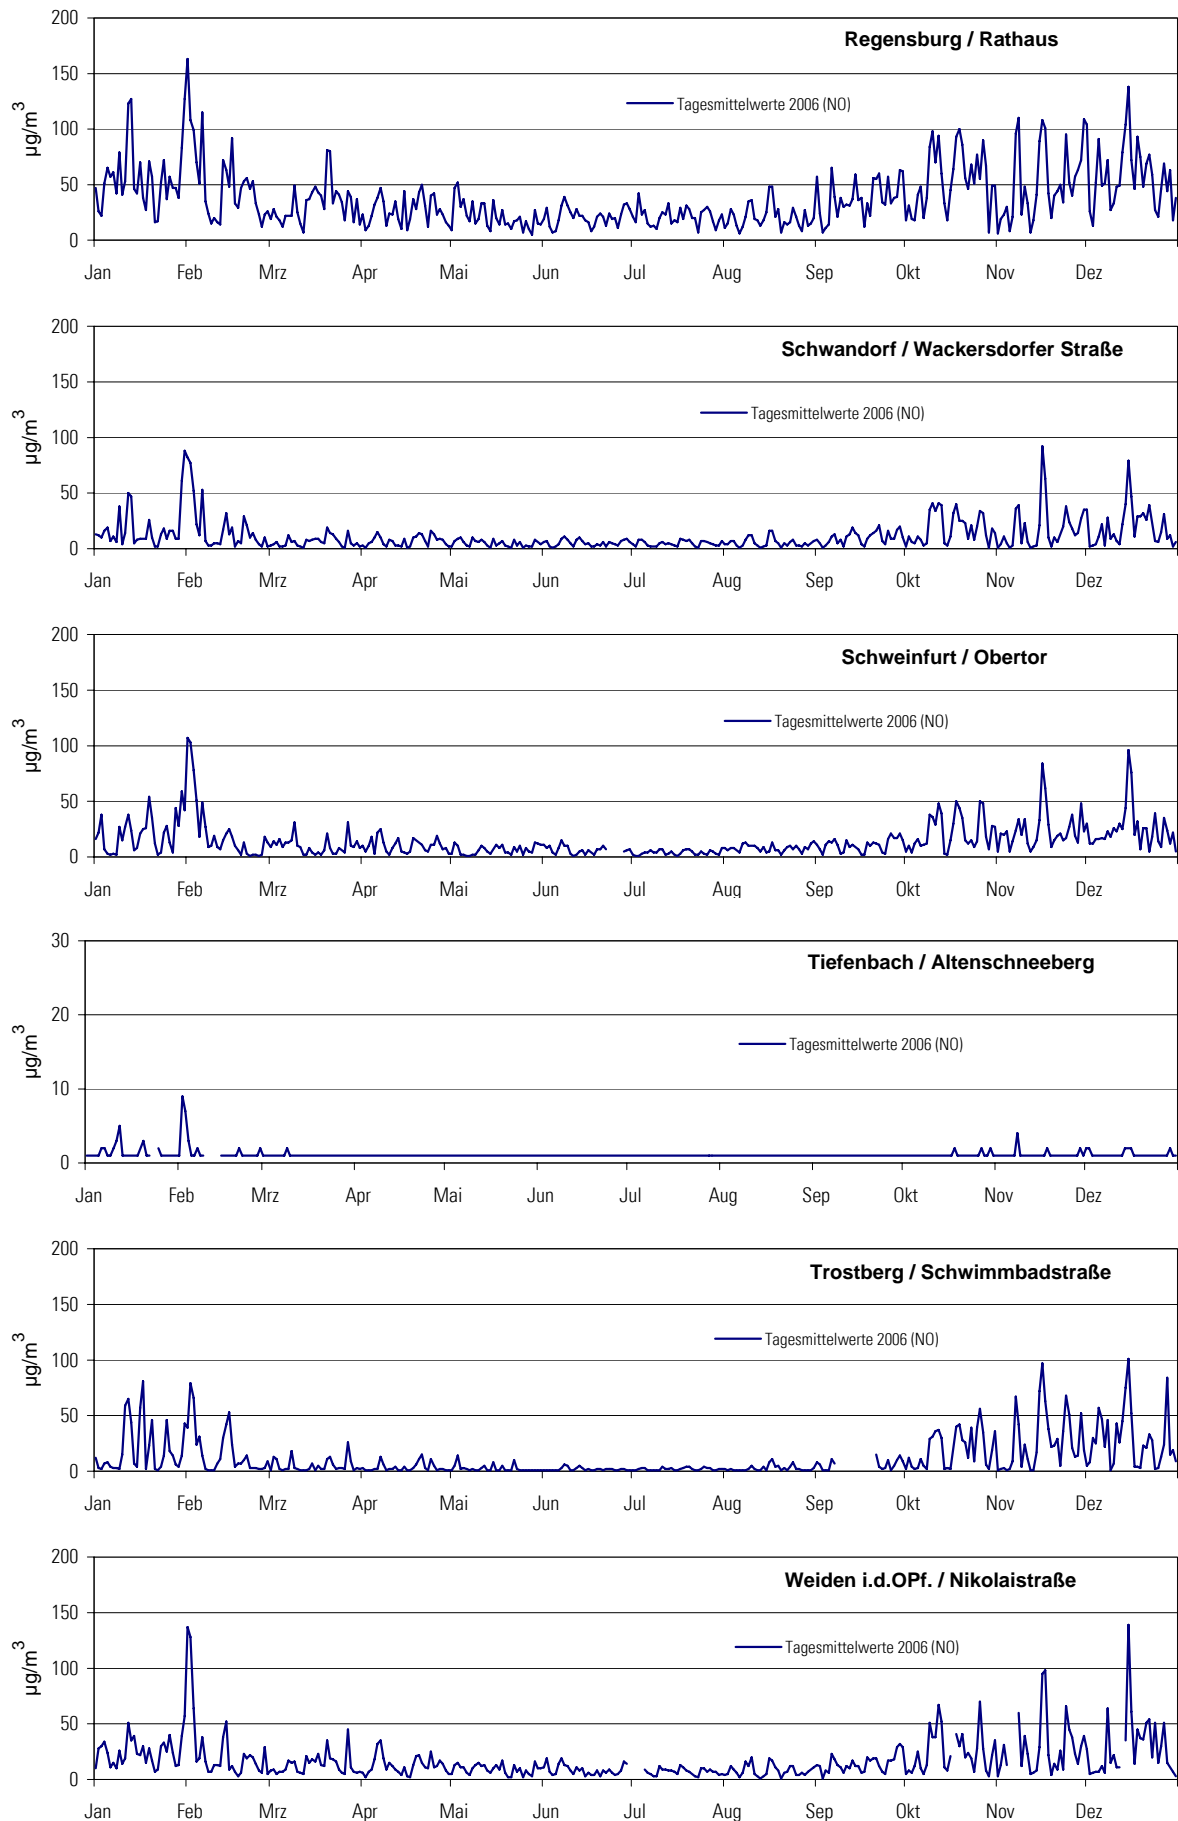 Regensburg / Rathaus
200
150
100
50
0
µg/m³
Tagesmittelwerte 2006 (NO)
Jan Feb Mrz Apr Mai Jun Jul Aug Sep Okt Nov Dez
Schwandorf / Wackersdorfer Straße
200
150
100
50
0
µg/m³
Tagesmittelwerte 2006 (NO)
Jan Feb Mrz Apr Mai Jun Jul Aug Sep Okt Nov Dez
Schweinfurt / Obertor
200
150
100
50
0
µg/m³
Tagesmittelwerte 2006 (NO)
Jan Feb Mrz Apr Mai Jun Jul Aug Sep Okt Nov Dez
Tiefenbach / Altenschneeberg
30
20
10
0
µg/m³
Tagesmittelwerte 2006 (NO)
Jan Feb Mrz Apr Mai Jun Jul Aug Sep Okt Nov Dez
Trostberg / Schwimmbadstraße
200
150
100
50
0
µg/m³
Tagesmittelwerte 2006 (NO)
Jan Feb Mrz Apr Mai Jun Jul Aug Sep Okt Nov Dez
Weiden i.d.OPf. / Nikolaistraße
200
150
100
50
0
µg/m³
Tagesmittelwerte 2006 (NO)
Jan Feb Mrz Apr Mai Jun Jul Aug Sep Okt Nov Dez